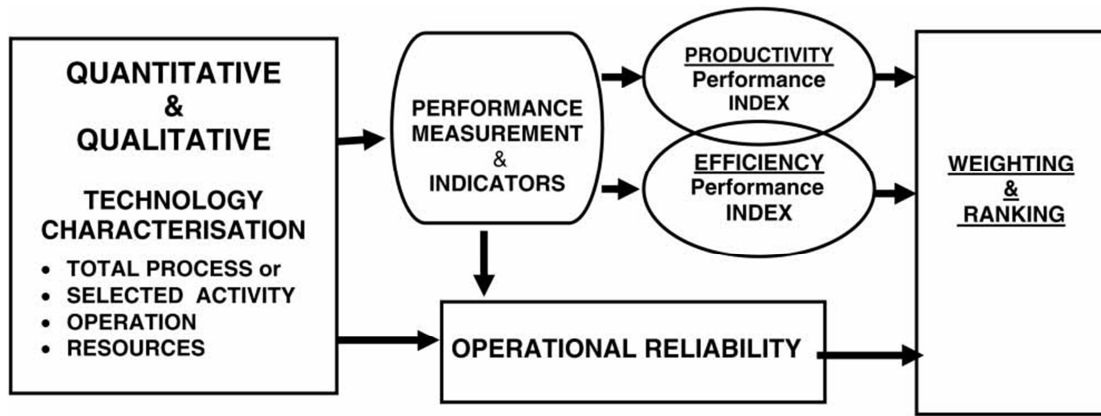 QUANTITATIVE
&
QUALITATIVE
TECHNOLOGY
CHARACTERISATION
• TOTAL PROCESS or
• SELECTED ACTIVITY
• OPERATION
• RESOURCES
PERFORMANCE
MEASUREMENT
&
INDICATORS
PRODUCTIVITY
Performance
INDEX
EFFICIENCY
Performance
INDEX
OPERATIONAL RELIABILITY
WEIGHTING
&
RANKING